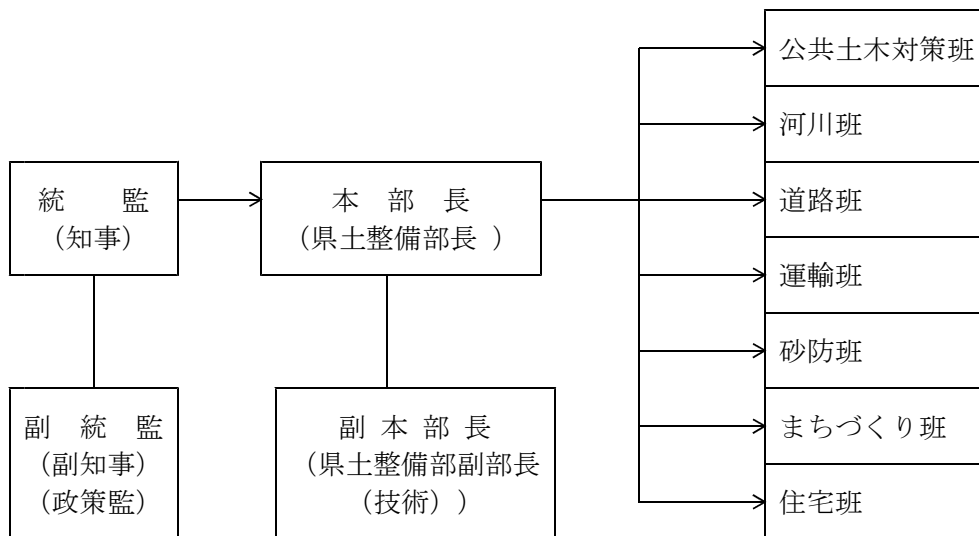 統　監
（知事）
本　部　長
（県土整備部長 ）
副　統　監
（副知事）
（政策監）
副 本 部 長
（県土整備部副部長
（技術））
公共土木対策班
河川班
道路班
運輸班
砂防班
まちづくり班
住宅班